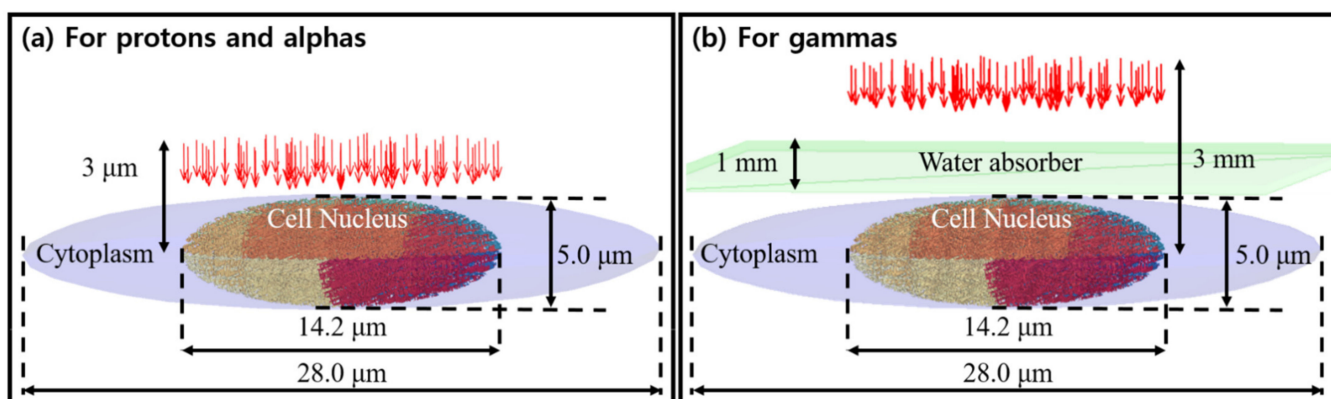 (a) For protons and alphas
3 μm
Cell Nucleus
Cytoplasm
5.0 μm
14.2 μm
28.0 μm
(b) For gammas
1 mm
Water absorber
3 mm
Cell Nucleus
Cytoplasm
5.0 μm
14.2 μm
28.0 μm